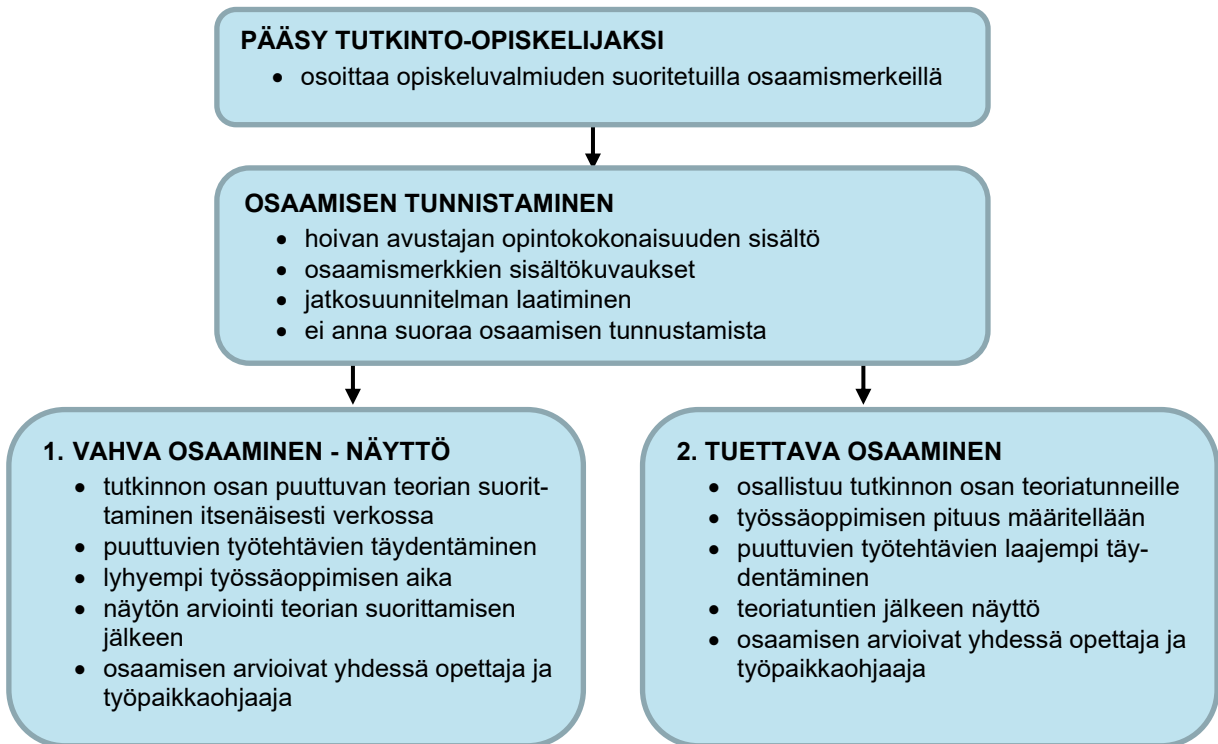 PÄÄSY TUTKINTO-OPISKELIJAKSI
• osoittaa opiskeluvalmiuden suoritetuilla osaamismerkeillä
OSAAMISEN TUNNISTAMINEN
• hoivan avustajan opintokokonaisuuden sisältö
• osaamismerkkien sisältökuvaukset
• jatkosuunnitelman laatiminen
• ei anna suoraa osaamisen tunnustamista
1. VAHVA OSAAMINEN - NÄYTTÖ
• tutkinnon osan puuttuvan teorian suorit-
taminen itsenäisesti verkossa
• puuttuvien työtehtävien täydentäminen
• lyhyempi työssäoppimisen aika
• näytön arviointi teorian suorittamisen
jälkeen
• osaamisen arvioivat yhdessä opettaja ja
työpaikkaohjaaja
2. TUETTAVA OSAAMINEN
• osallistuu tutkinnon osan teoriatunneille
• työssäoppimisen pituus määritellään
• puuttuvien työtehtävien laajempi täy-
dentäminen
• teoriatuntien jälkeen näyttö
• osaamisen arvioivat yhdessä opettaja ja
työpaikkaohjaaja